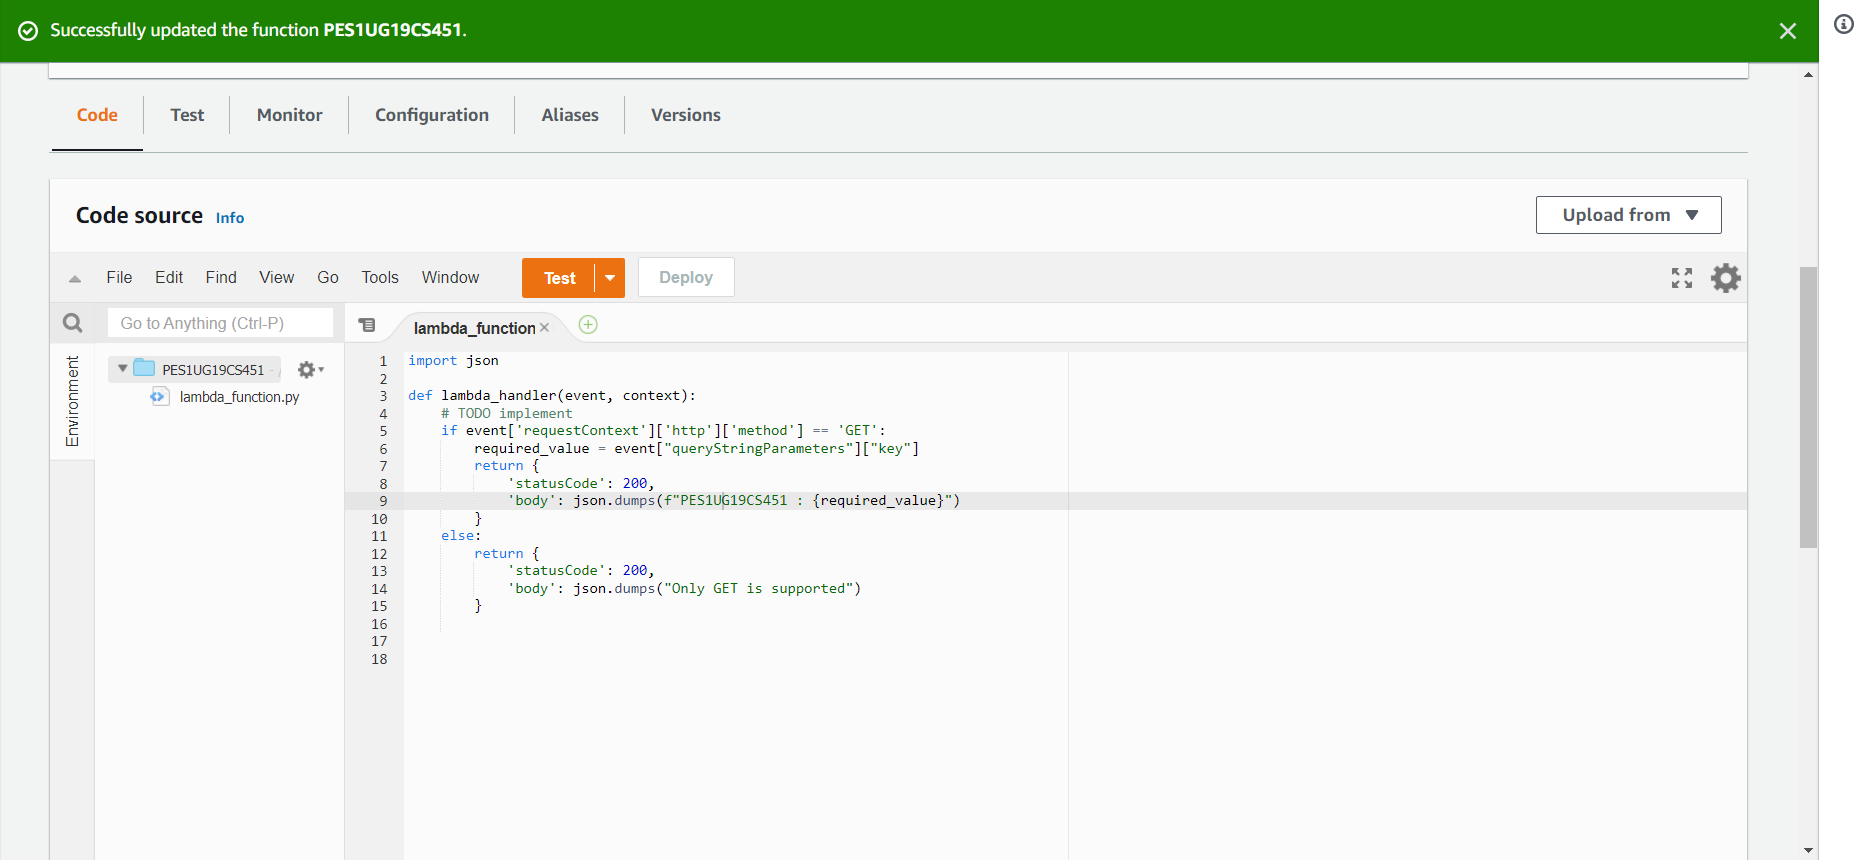 Successfully updated the function PES1UG19CS451.
Code Test Monitor Configuration Aliases Versions
Code source Info
Upload from
File Edit Find View Go Tools Window Test Deploy
Go to Anything (Ctrl-P)
lambda_function
Environment
PES1UG19CS451 -
lambda_function.py
1 import json
2
3 def lambda_handler(event, context):
4     # TODO implement
5     if event['requestContext']['http']['method'] == 'GET':
6         required_value = event["queryStringParameters"]["key"]
7         return {
8             'statusCode': 200,
9             'body': json.dumps(f"PES1UG19CS451 : {required_value}")
10         }
11     else:
12         return {
13             'statusCode': 200,
14             'body': json.dumps("Only GET is supported")
15         }
16
17
18